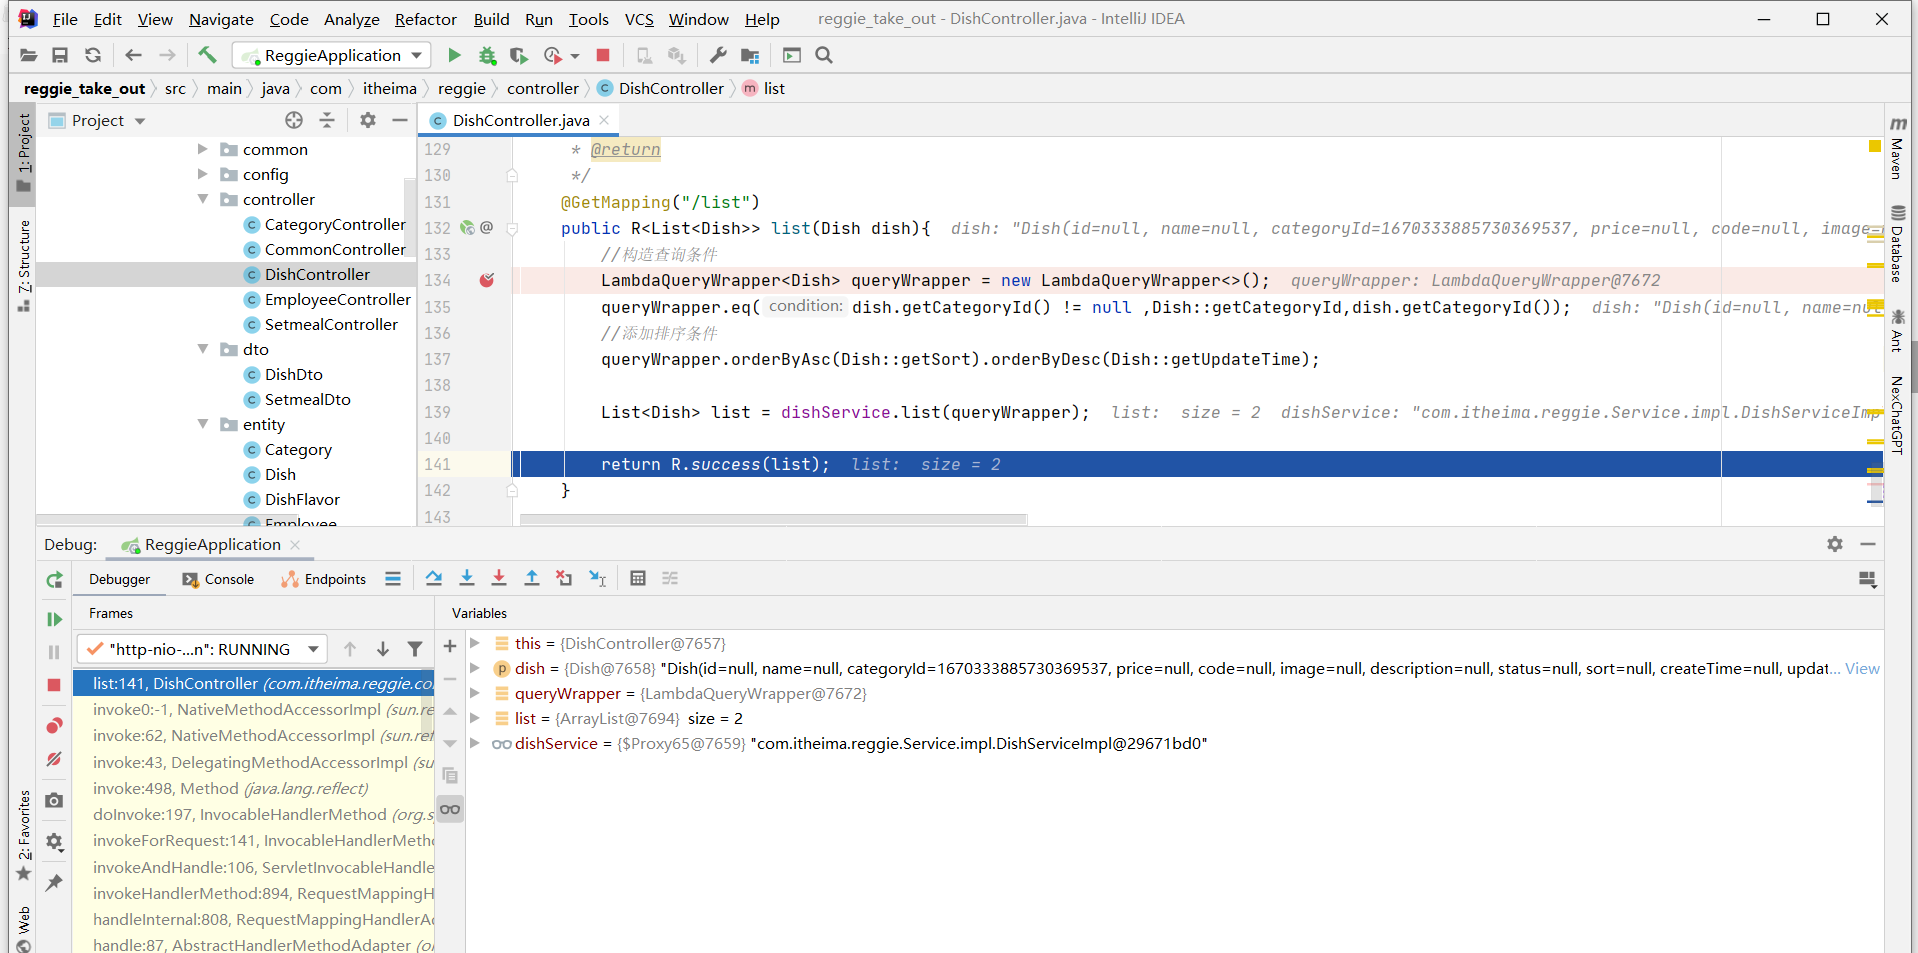 File Edit View Navigate Code Analyze Refactor Build Run Tools VCS Window Help reggie_take_out - DishController.java - IntelliJ IDEA
ReggieApplication
reggie_take_out src main java com itheima reggie controller DishController list
1: Project
Z: Structure
2: Favorites
Web
Project
common
config
controller
CategoryController
CommonController
DishController
EmployeeController
SetmealController
dto
DishDto
SetmealDto
entity
Category
Dish
DishFlavor
Employee
DishController.java
129 * @return
130 */
131 @GetMapping("/list")
132 public R<List<Dish>> list(Dish dish){ dish: "Dish(id=null, name=null, categoryId=1670333885730369537, price=null, code=null, image=
133 //构造查询条件
134 LambdaQueryWrapper<Dish> queryWrapper = new LambdaQueryWrapper<>(); queryWrapper: LambdaQueryWrapper@7672
135 queryWrapper.eq( condition: dish.getCategoryId() != null ,Dish::getCategoryId,dish.getCategoryId()); dish: "Dish(id=null, name=nul
136 //添加排序条件
137 queryWrapper.orderByAsc(Dish::getSort).orderByDesc(Dish::getUpdateTime);
138
139 List<Dish> list = dishService.list(queryWrapper); list: size = 2 dishService: "com.itheima.reggie.Service.impl.DishServiceImp
140
141 return R.success(list); list: size = 2
142 }
143
Maven
Database
Ant
NexChatGPT
Debug: ReggieApplication
Debugger Console Endpoints
Frames
"http-nio-...n": RUNNING
list:141, DishController (com.itheima.reggie.co
invoke0:-1, NativeMethodAccessorImpl (sun.re
invoke:62, NativeMethodAccessorImpl (sun.ref
invoke:43, DelegatingMethodAccessorImpl (su
invoke:498, Method (java.lang.reflect)
doInvoke:197, InvocableHandlerMethod (org.s
invokeForRequest:141, InvocableHandlerMetho
invokeAndHandle:106, ServletInvocableHandle
invokeHandlerMethod:894, RequestMappingH
handleInternal:808, RequestMappingHandlerAd
handle:87, AbstractHandlerMethodAdapter (o
Variables
this = {DishController@7657}
dish = {Dish@7658} "Dish(id=null, name=null, categoryId=1670333885730369537, price=null, code=null, image=null, description=null, status=null, sort=null, createTime=null, updat... View
queryWrapper = {LambdaQueryWrapper@7672}
list = {ArrayList@7694} size = 2
dishService = {$Proxy65@7659} "com.itheima.reggie.Service.impl.DishServiceImpl@29671bd0"